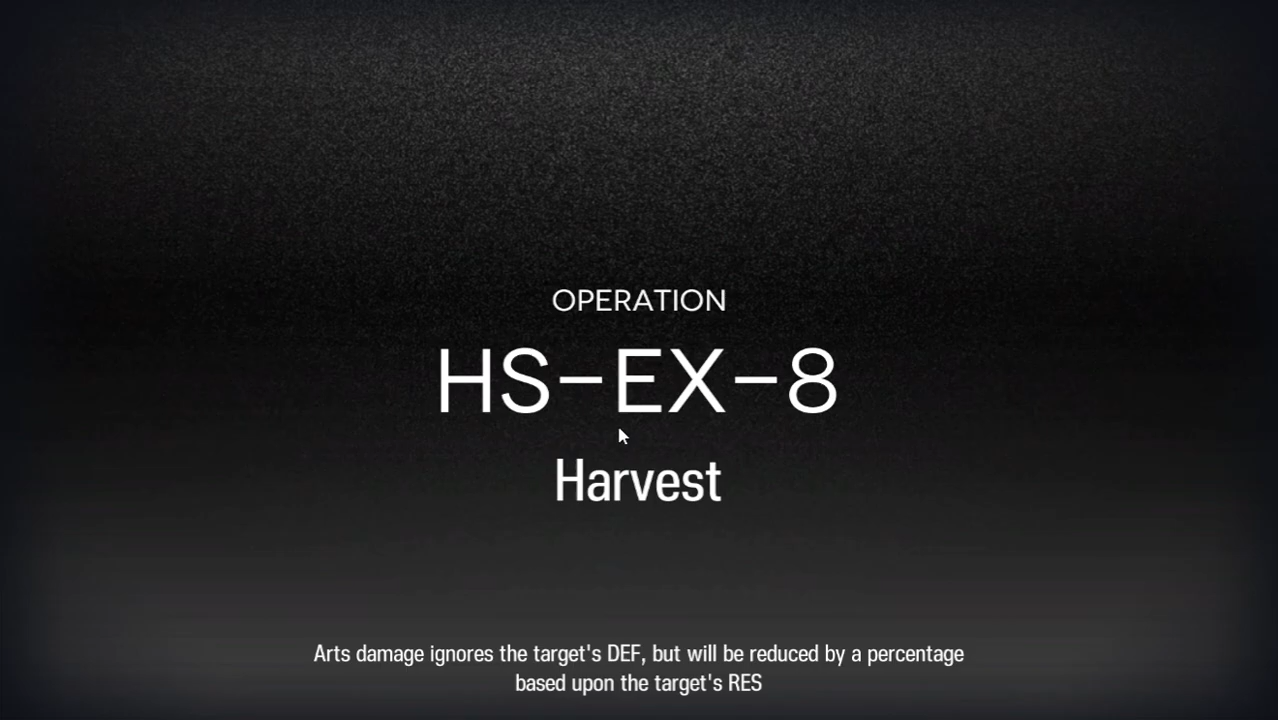 OPERATION
HS-EX-8
Harvest
Arts damage ignores the target's DEF, but will be reduced by a percentage
based upon the target's RES